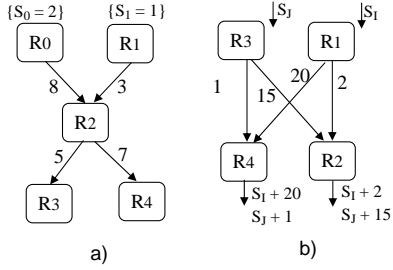 {S0 = 2} {S1 = 1}
R0 R1
8 3
R2
5 7
R3 R4
a)
SJ SI
R3 R1
1 15 20 2
R4 R2
SI + 20 SI + 2
SJ + 1 SJ + 15
b)